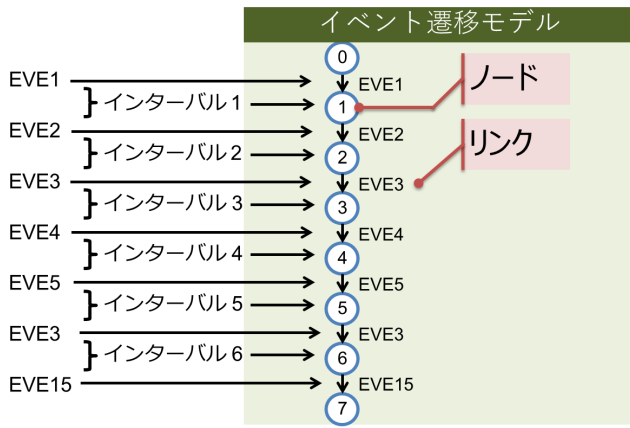 イベント遷移モデル
0
EVE1
EVE1
ノード
インターバル 1
1
EVE2
EVE2
リンク
インターバル 2
2
EVE3
EVE3
インターバル 3
3
EVE4
EVE4
インターバル 4
4
EVE5
EVE5
インターバル 5
5
EVE3
EVE3
インターバル 6
6
EVE15
EVE15
7